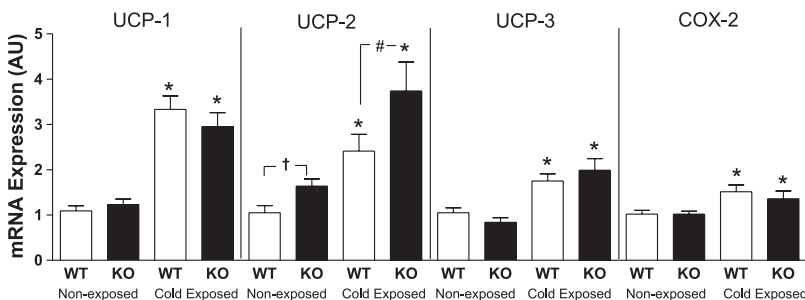 UCP-1 UCP-2 UCP-3 COX-2
mRNA Expression (AU)
5
4
3
2
1
0
* * * # * * * * *
†
WT KO WT KO WT KO WT KO WT KO WT KO WT KO WT KO
Non-exposed Cold Exposed Non-exposed Cold Exposed Non-exposed Cold Exposed Non-exposed Cold Exposed